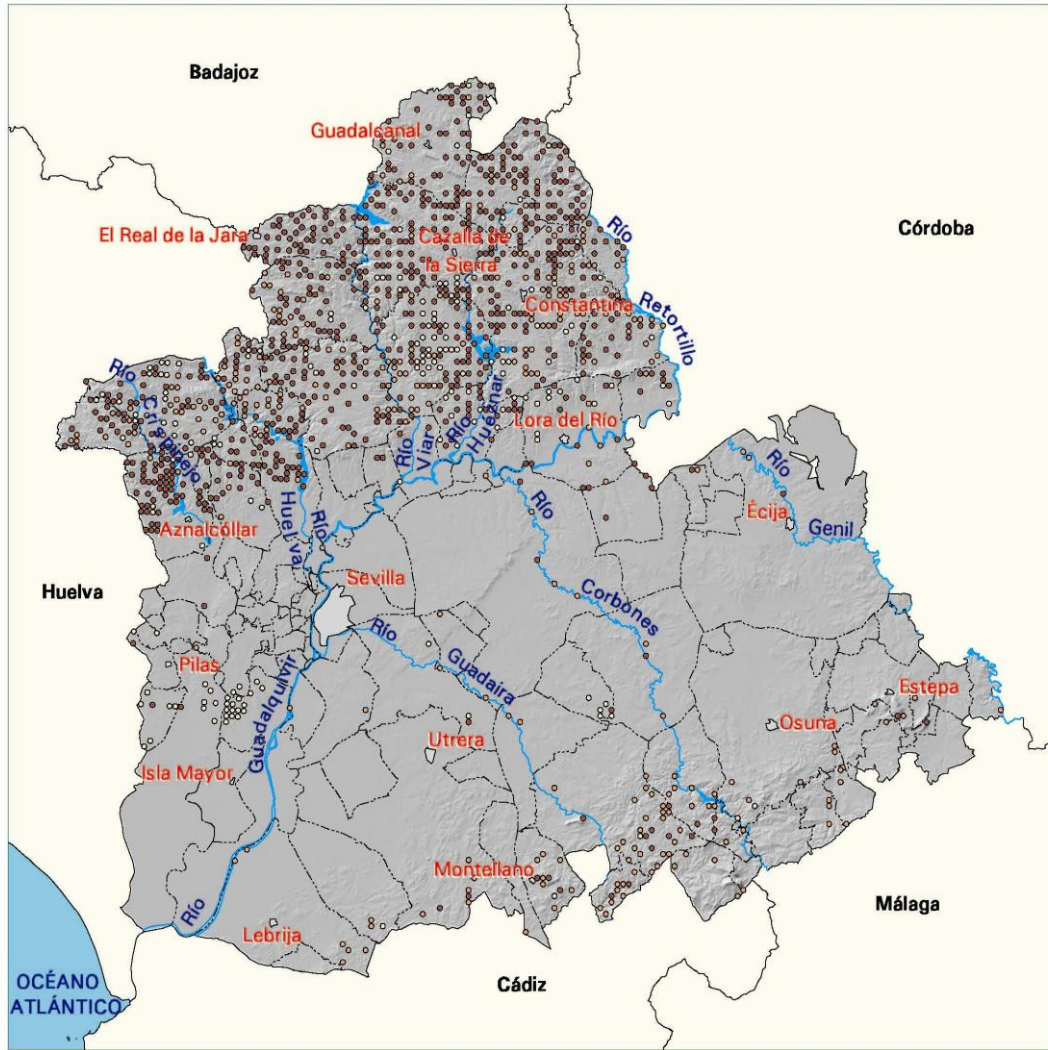 Badajoz
Guadalcanal
El Real de la Jara
Córdoba
Río
Retortillo
Cazalla de
la Sierra
Constantina
Río
Crispinejo
Lora del Río
Río
Viar
Río
Huéznar
Río
Huelva
Aznalcóllar
Río
Genil
Écija
Río
Corbones
Huelva
Sevilla
Río
Guadaira
Pilas
Guadalquivir
Río
Estepa
Osuna
Utrera
Isla Mayor
Montellano
Málaga
Lebrija
Cádiz
OCÉANO
ATLÁNTICO